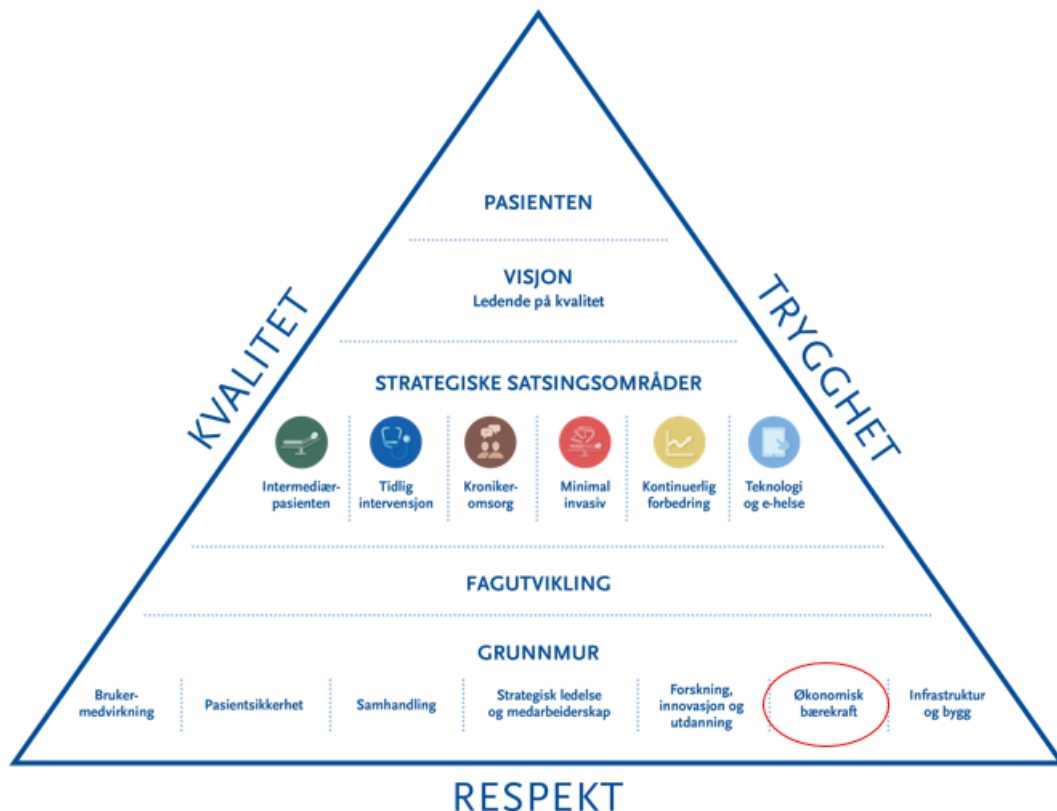 PASIENTEN
VISJON
Ledende på kvalitet
KVALITET
TRYGGHET
STRATEGISKE SATSINGSOMRÅDER
Intermediær-
pasienten
Tidlig
intervensjon
Kroniker-
omsorg
Minimal
invasiv
Kontinuerlig
forbedring
Teknologi
og e-helse
FAGUTVIKLING
GRUNNMUR
Bruker-
medvirkning
Pasientsikkerhet
Samhandling
Strategisk ledelse
og medarbeiderskap
Forskning,
innovasjon og
utdanning
Økonomisk
bærekraft
Infrastruktur
og bygg
RESPEKT